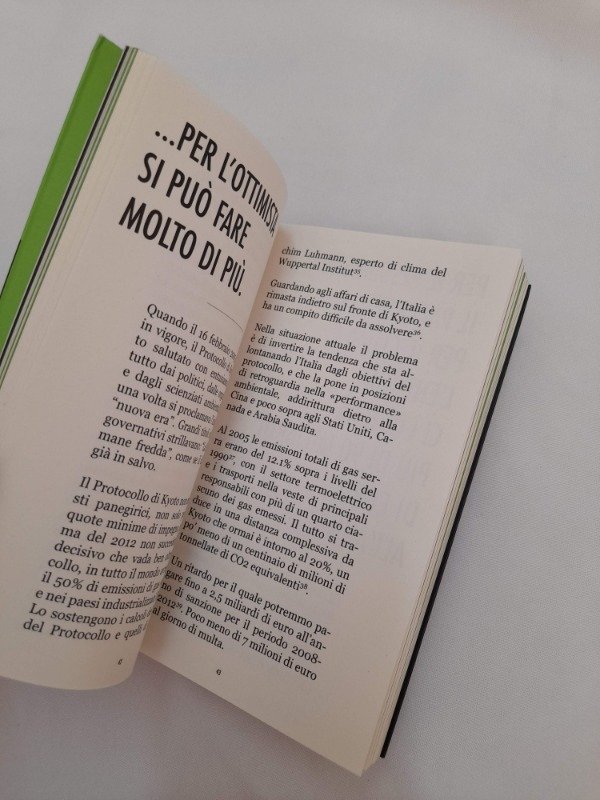 ...PER L'OTTIMISTA
SI PUÒ FARE
MOLTO DI PIÙ.
Quando il 16 febbraio
in vigore, il Protocollo
to salutato con
tutto dai politici, dalle
e dagli scienziati
una volta si proclamò
"nuova era". Grandi
governativi strillavano
mane fredda", come se
già in salvo.
Il Protocollo di Kyoto
sti panegirici, non
quote minime di
ma del 2012 non
decisivo che vada ben
collo, in tutto il mondo
il 50% di emissioni di
e nei paesi
Lo sostengono i calcoli
del Protocollo e quelli
chim Luhmann, esperto di clima del
Wuppertal Institut³⁵.
Guardando agli affari di casa, l'Italia è
rimasta indietro sul fronte di Kyoto, e
ha un compito difficile da assolvere³⁶.
Nella situazione attuale il problema
è di invertire la tendenza che sta al-
lontanando l'Italia dagli obiettivi del
protocollo, e che la pone in posizioni
di retroguardia nella «performance»
ambientale, addirittura dietro alla
Cina e poco sopra agli Stati Uniti, Ca-
nada e Arabia Saudita.
Al 2005 le emissioni totali di gas ser-
ra erano del 12.1% sopra i livelli del
1990³⁷, con il settore termoelettrico
e i trasporti nella veste di principali
responsabili con più di un quarto cia-
scuno dei gas emessi. Il tutto si tra-
duce in una distanza complessiva da
Kyoto che ormai è intorno al 20%, un
po' meno di un centinaio di milioni di
tonnellate di CO2 equivalenti³⁸.
Un ritardo per il quale potremmo pa-
gare fino a 2,5 miliardi di euro all'an-
no di sanzione per il periodo 2008-
2012³⁹. Poco meno di 7 milioni di euro
al giorno di multa.